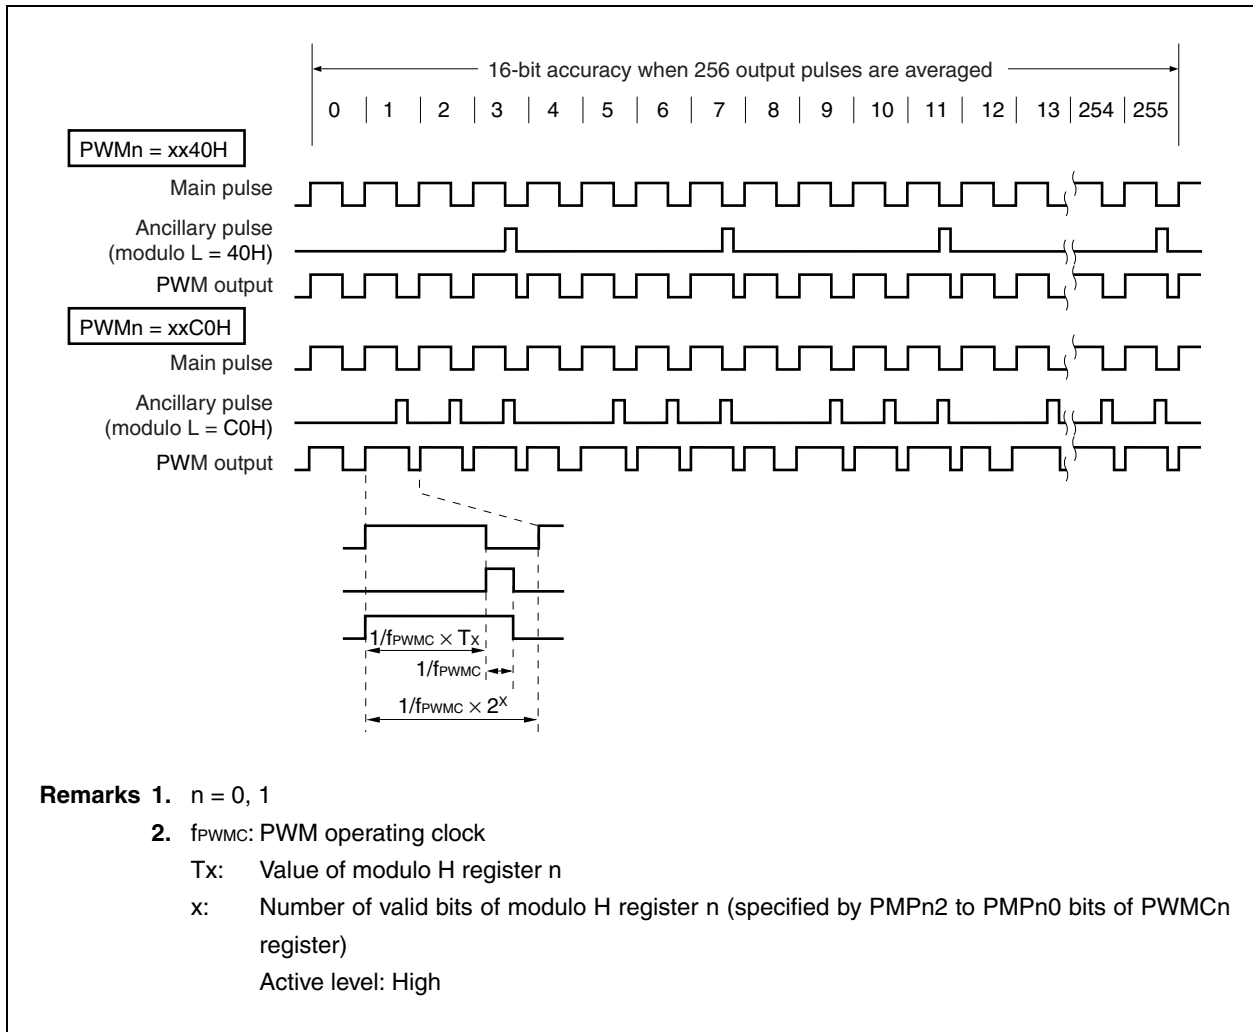 16-bit accuracy when 256 output pulses are averaged
0 1 2 3 4 5 6 7 8 9 10 11 12 13 254 255
PWMn = xx40H
Main pulse
Ancillary pulse
(modulo L = 40H)
PWM output
PWMn = xxC0H
Main pulse
Ancillary pulse
(modulo L = C0H)
PWM output
1/fPWMC × Tx
1/fPWMC
1/fPWMC × 2^x
Remarks 1. n = 0, 1
2. fPWMC: PWM operating clock
Tx: Value of modulo H register n
x: Number of valid bits of modulo H register n (specified by PMPn2 to PMPn0 bits of PWMCn
register)
Active level: High